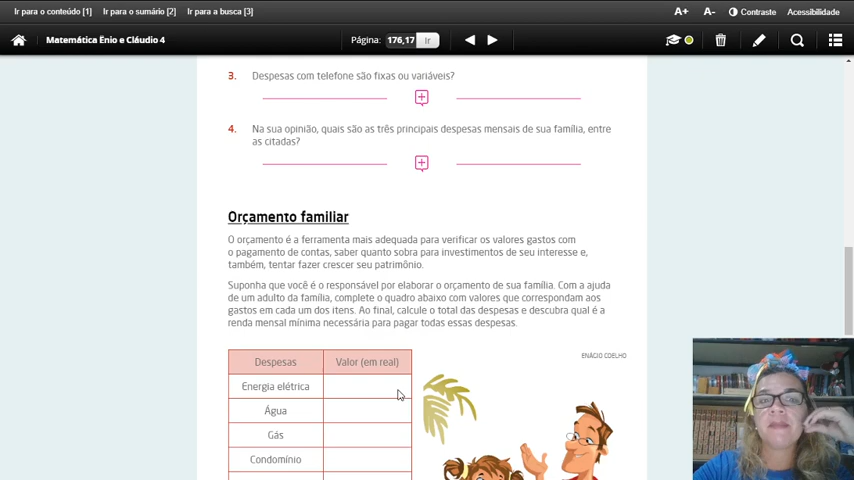 Ir para o conteúdo [1] Ir para o sumário [2] Ir para a busca [3] A+ A- Contraste Acessibilidade
Matemática Enio e Cláudio 4 Página: 176,17 Ir
3. Despesas com telefone são fixas ou variáveis?
4. Na sua opinião, quais são as três principais despesas mensais de sua família, entre
as citadas?
Orçamento familiar
O orçamento é a ferramenta mais adequada para verificar os valores gastos com
o pagamento de contas, saber quanto sobra para investimentos de seu interesse e,
também, tentar fazer crescer seu patrimônio.
Suponha que você é o responsável por elaborar o orçamento de sua família. Com a ajuda
de um adulto da família, complete o quadro abaixo com valores que correspondam aos
gastos em cada um dos itens. Ao final, calcule o total das despesas e descubra qual é a
renda mensal mínima necessária para pagar todas essas despesas.
ENÁCIO COELHO
Despesas Valor (em real)
Energia elétrica
Água
Gás
Condomínio